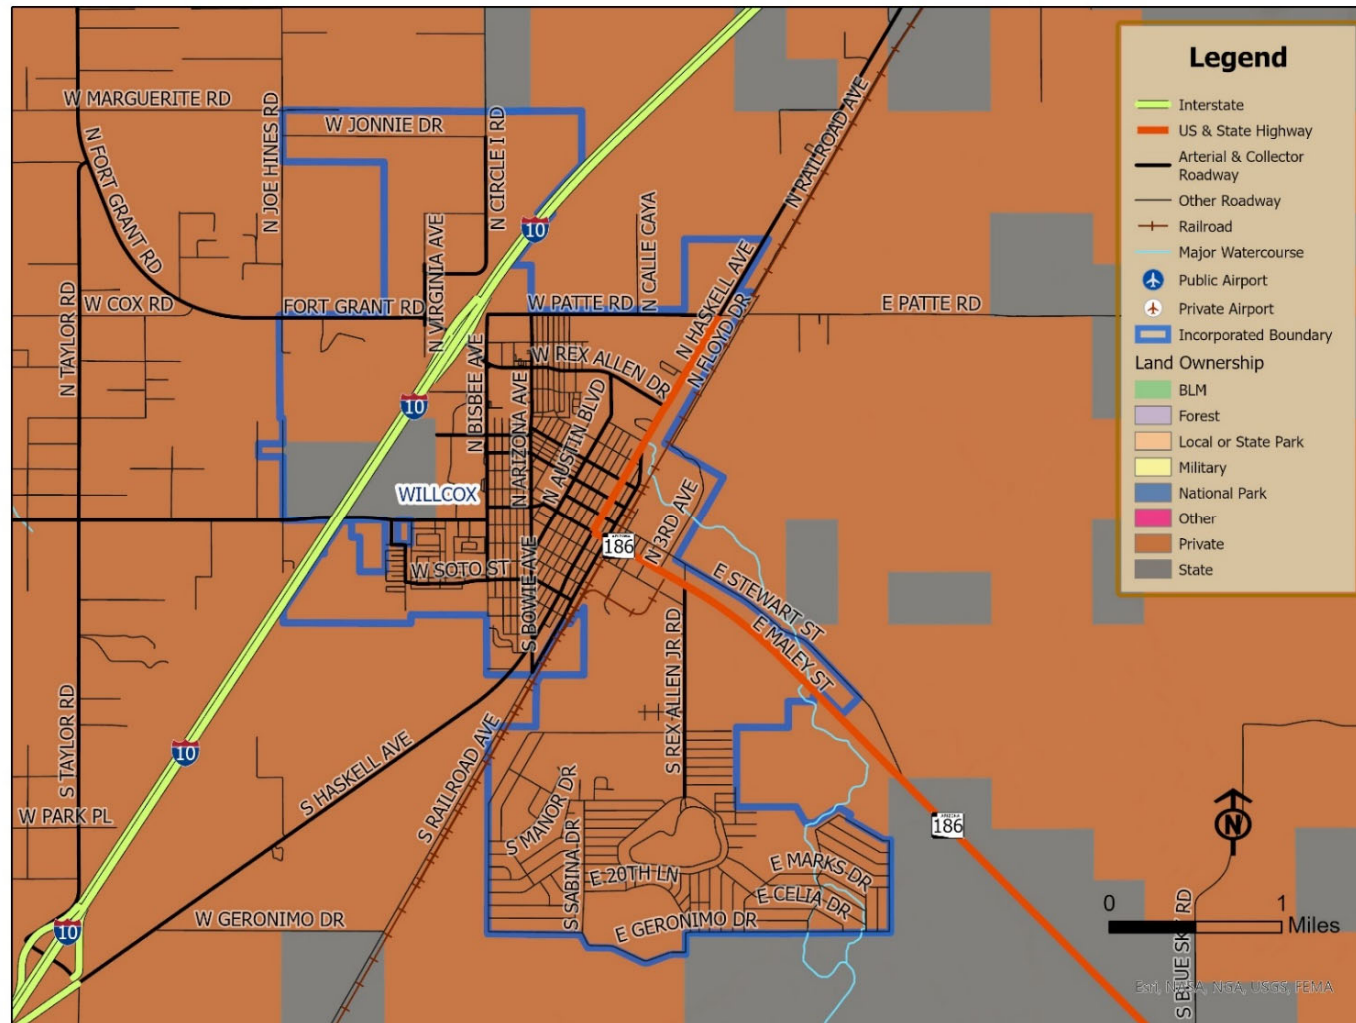 W MARGUERITE RD
N FORT GRANT RD
N JOE HINES RD
W JONNIE DR
N CIRCLE I RD
10
N RAILROAD AVE
N CALLE CAYA
N VIRGINIA AVE
N TAYLOR RD
W COX RD
FORT GRANT RD
W PATTE RD
N HASKELL AVE
N FLOYD DR
E PATTE RD
W REX ALLEN DR
N BISBEE AVE
N ARIZONA AVE
N AUSTIN BLVD
10
WILLCOX
186
N 3RD AVE
W SOTO ST
S BOWIE AVE
E STEWART ST
E MALEY ST
S REX ALLEN JR RD
S TAYLOR RD
10
S HASKELL AVE
S RAILROAD AVE
W PARK PL
S MANOR DR
S SABINA DR
E 20TH LN
E MARKS DR
E CELIA DR
E GERONIMO DR
W GERONIMO DR
10
186
Legend
Interstate
US & State Highway
Arterial & Collector
Roadway
Other Roadway
Railroad
Major Watercourse
Public Airport
Private Airport
Incorporated Boundary
Land Ownership
BLM
Forest
Local or State Park
Military
National Park
Other
Private
State
N
0 1
Miles
S BLUE SKY RD
Esri, NASA, NGA, USGS, FEMA